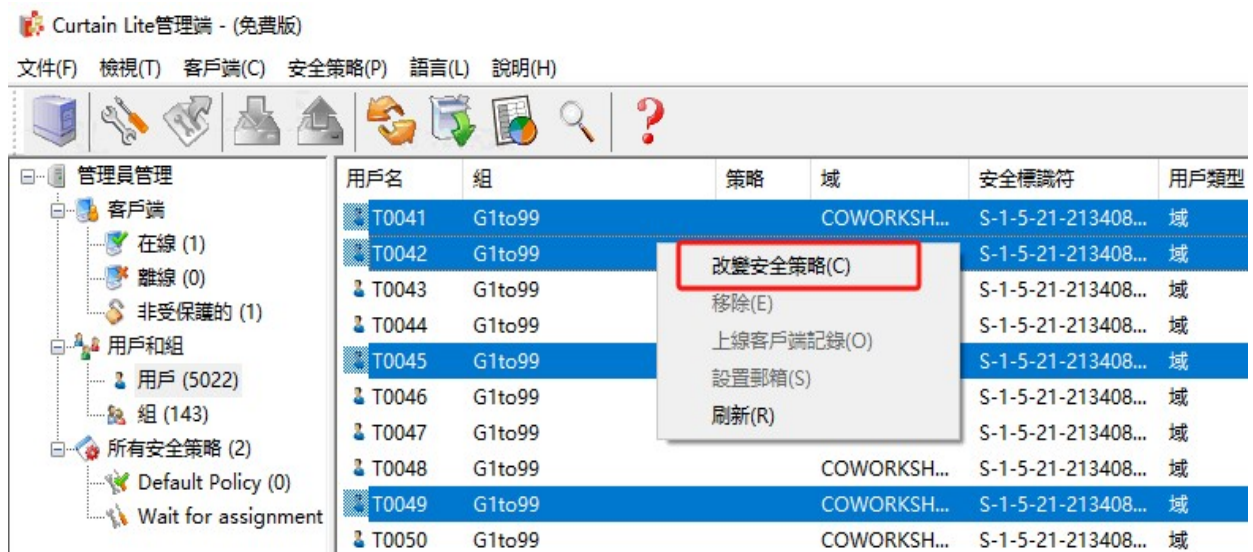 Curtain Lite管理端 - (免費版)
文件(F) 檢視(T) 客戶端(C) 安全策略(P) 語言(L) 說明(H)
管理員管理
客戶端
在線 (1)
離線 (0)
非受保護的 (1)
用戶和組
用戶 (5022)
組 (143)
所有安全策略 (2)
Default Policy (0)
Wait for assignment
用戶名 組 策略 域 安全標識符 用戶類型
T0041 G1to99 COWORKSH... S-1-5-21-213408... 域
T0042 G1to99 S-1-5-21-213408... 域
T0043 G1to99 S-1-5-21-213408... 域
T0044 G1to99 S-1-5-21-213408... 域
T0045 G1to99 S-1-5-21-213408... 域
T0046 G1to99 S-1-5-21-213408... 域
T0047 G1to99 S-1-5-21-213408... 域
T0048 G1to99 COWORKSH... S-1-5-21-213408... 域
T0049 G1to99 COWORKSH... S-1-5-21-213408... 域
T0050 G1to99 COWORKSH... S-1-5-21-213408... 域
改變安全策略(C)
移除(E)
上線客戶端記錄(O)
設置郵箱(S)
刷新(R)